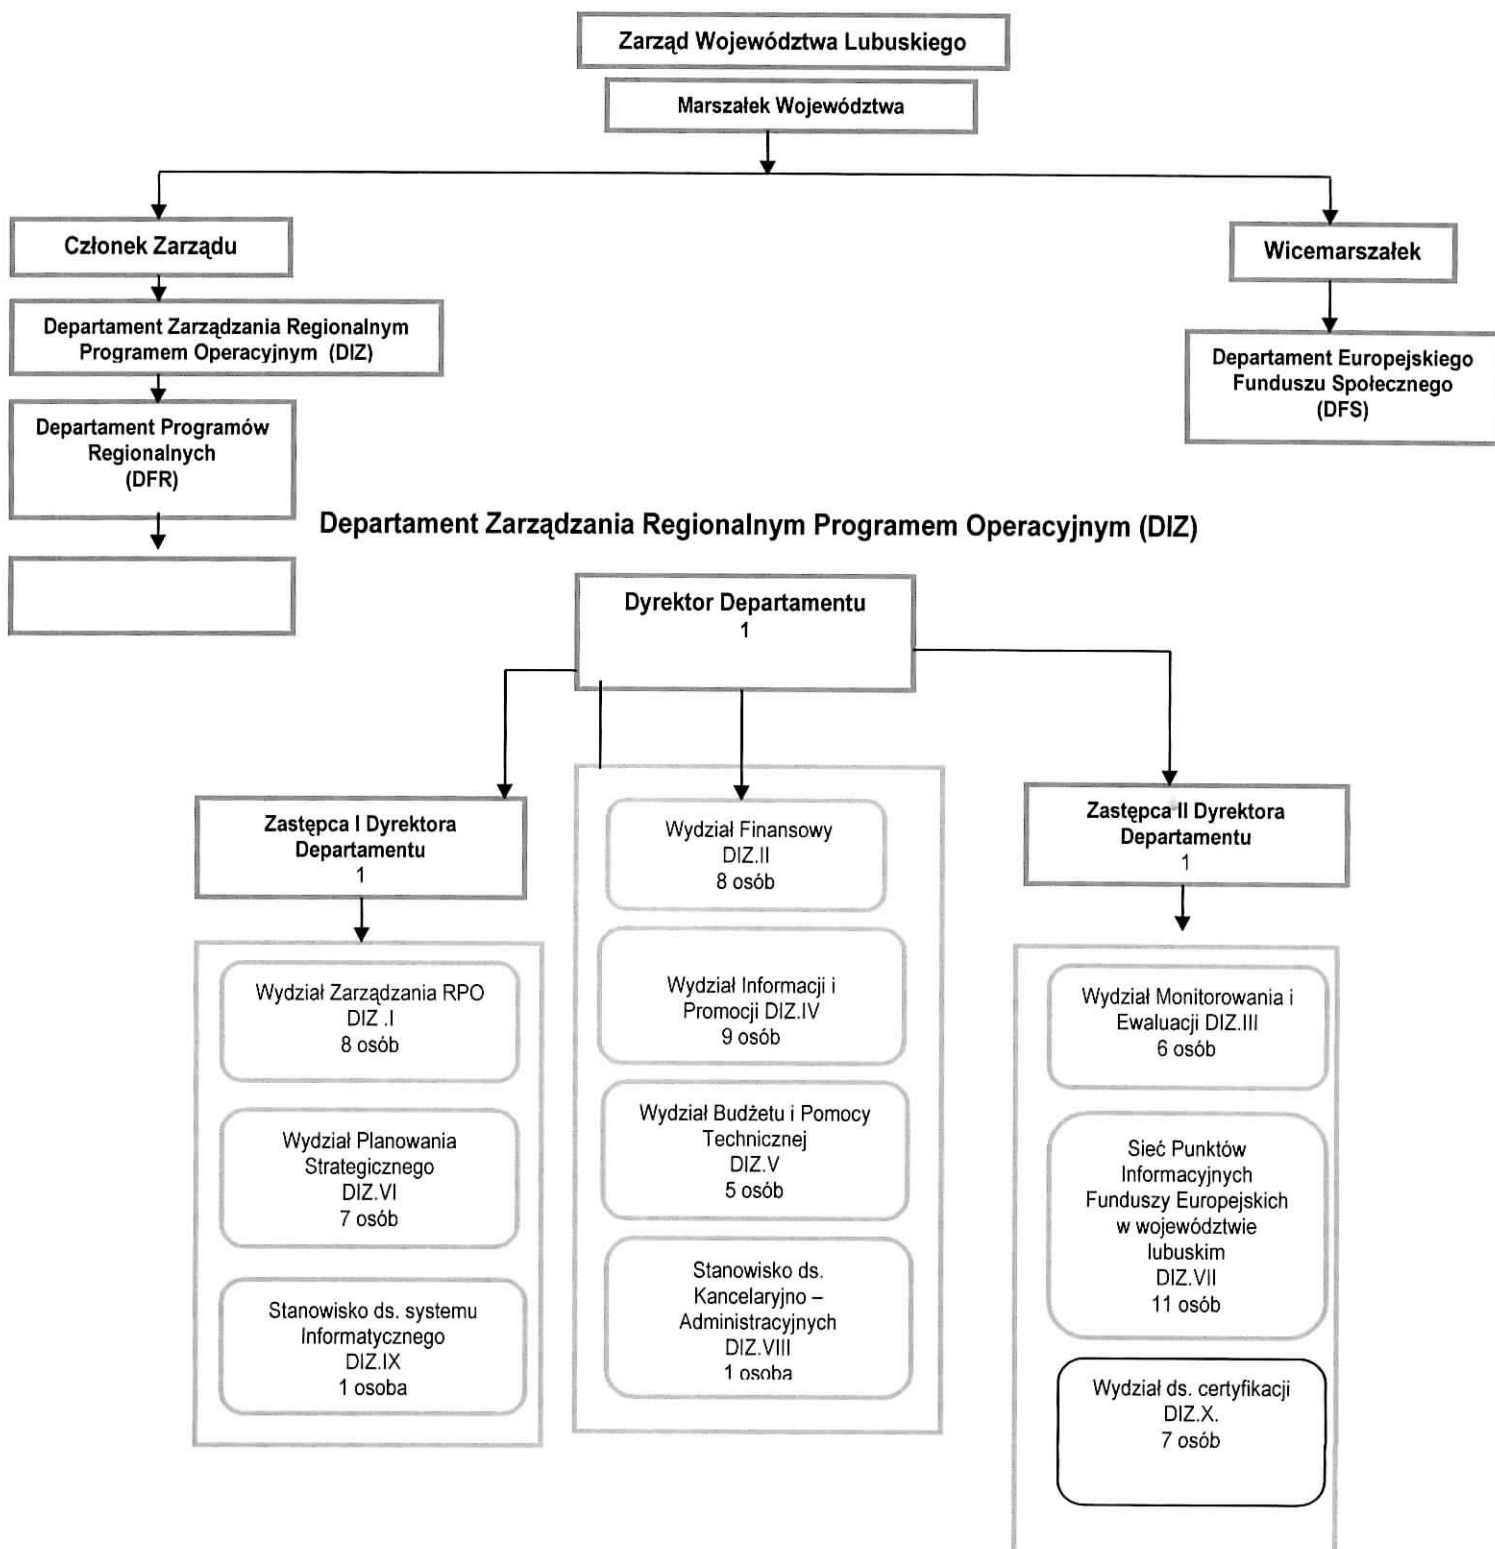 Zarząd Województwa Lubuskiego
Marszałek Województwa
Członek Zarządu
Wicemarszałek
Departament Zarządzania Regionalnym
Programem Operacyjnym (DIZ)
Departament Europejskiego
Funduszu Społecznego
(DFS)
Departament Programów
Regionalnych
(DFR)
Departament Zarządzania Regionalnym Programem Operacyjnym (DIZ)
Dyrektor Departamentu
1
Zastępca I Dyrektora
Departamentu
1
Wydział Zarządzania RPO
DIZ .I
8 osób
Wydział Planowania
Strategicznego
DIZ.VI
7 osób
Stanowisko ds. systemu
Informatycznego
DIZ.IX
1 osoba
Wydział Finansowy
DIZ.II
8 osób
Wydział Informacji i
Promocji DIZ.IV
9 osób
Wydział Budżetu i Pomocy
Technicznej
DIZ.V
5 osób
Stanowisko ds.
Kancelaryjno –
Administracyjnych
DIZ.VIII
1 osoba
Zastępca II Dyrektora
Departamentu
1
Wydział Monitorowania i
Ewaluacji DIZ.III
6 osób
Sieć Punktów
Informacyjnych
Funduszy Europejskich
w województwie
lubuskim
DIZ.VII
11 osób
Wydział ds. certyfikacji
DIZ.X.
7 osób